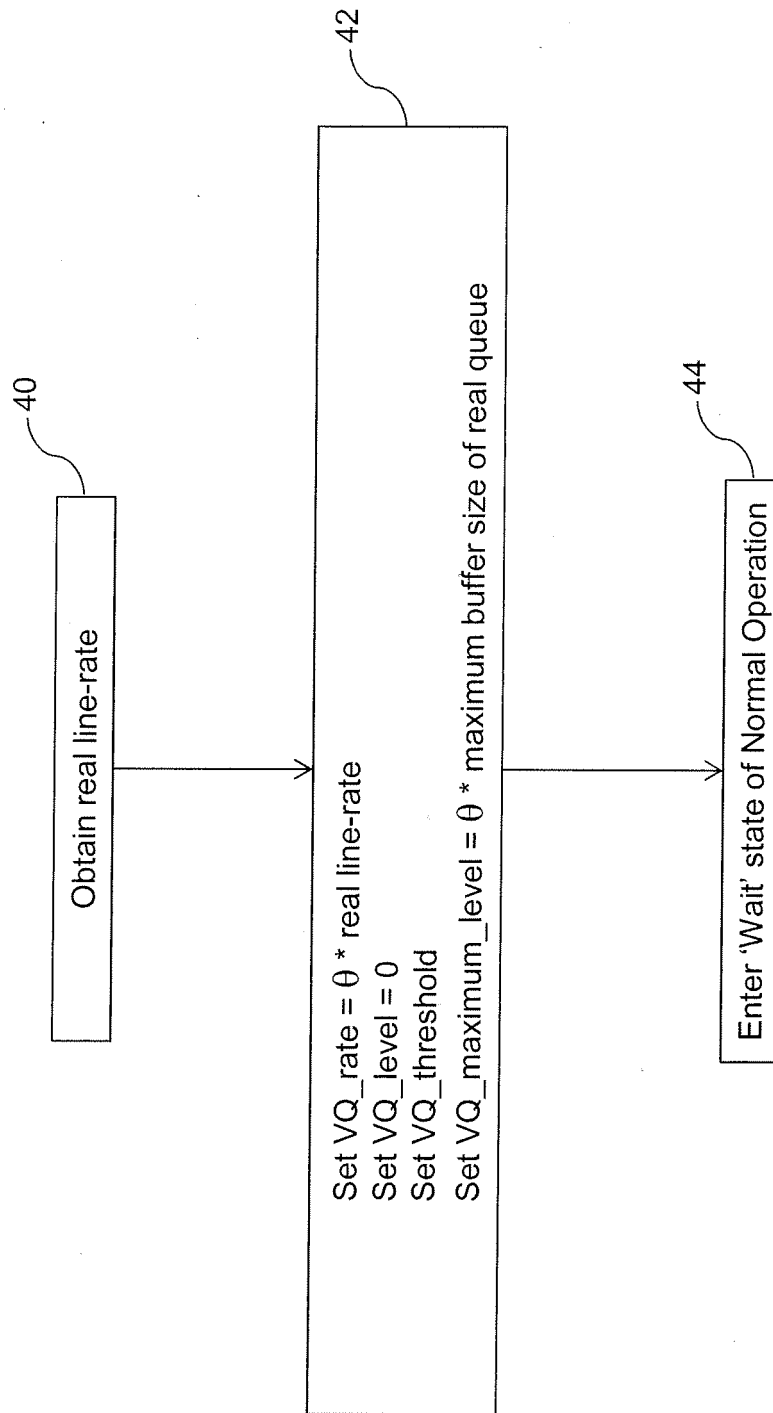 40
Obtain real line-rate
42
Set VQ_rate = θ * real line-rate
Set VQ_level = 0
Set VQ_threshold
Set VQ_maximum_level = θ * maximum buffer size of real queue
44
Enter ‘Wait’ state of Normal Operation